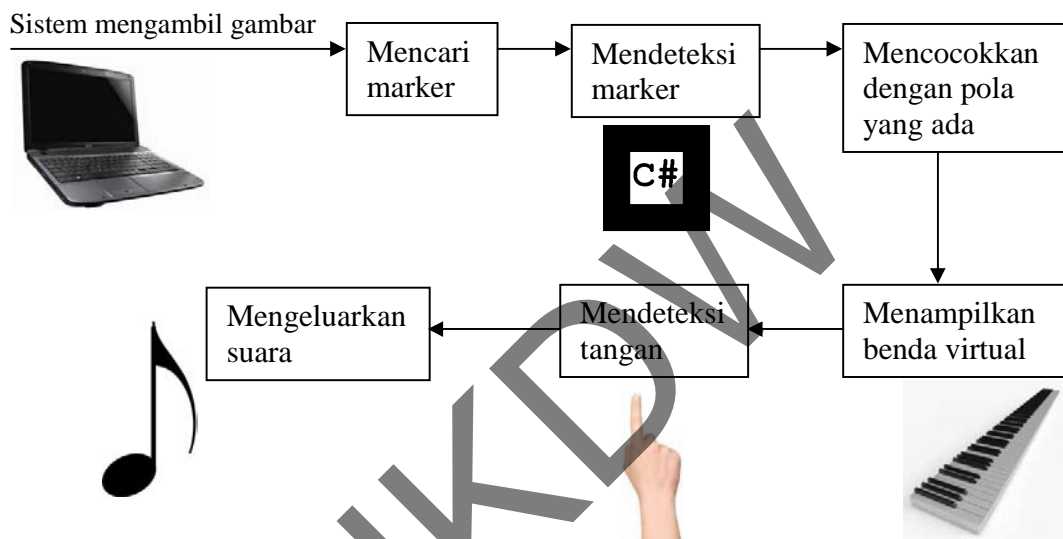 Sistem mengambil gambar
Mencari
marker
Mendeteksi
marker
Mencocokkan
dengan pola
yang ada
C#
Menampilkan
benda virtual
Mendeteksi
tangan
Mengeluarkan
suara
KDW